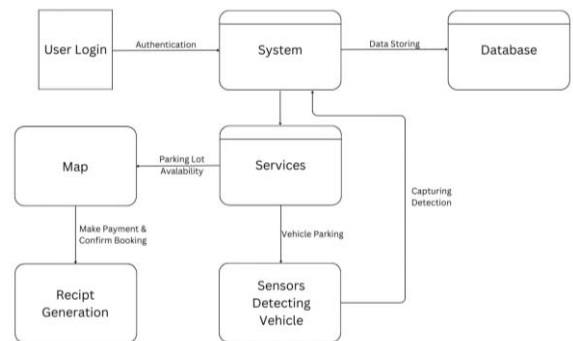 User Login
Authentication
System
Data Storing
Database
Map
Parking Lot
Avalability
Services
Capturing
Detection
Make Payment &
Confirm Booking
Vehicle Parking
Recipt
Generation
Sensors
Detecting
Vehicle